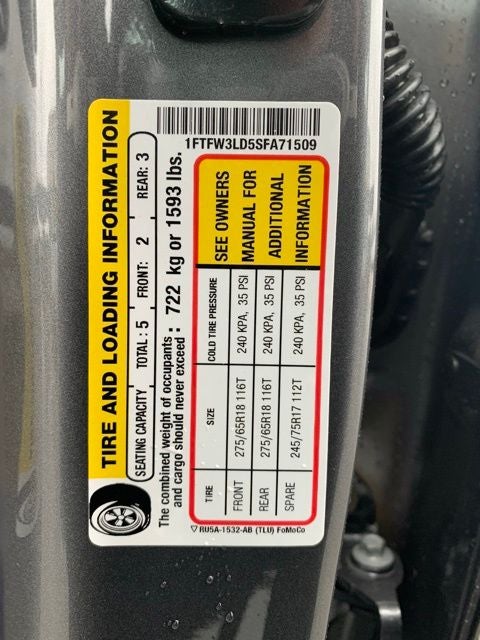 1FTFW3LD5SFA71509
TIRE AND LOADING INFORMATION
SEATING CAPACITY TOTAL : 5 FRONT: 2 REAR: 3
The combined weight of occupants
and cargo should never exceed : 722 kg or 1593 lbs.
TIRE SIZE COLD TIRE PRESSURE SEE OWNERS
FRONT 275/65R18 116T 240 KPA, 35 PSI MANUAL FOR
REAR 275/65R18 116T 240 KPA, 35 PSI ADDITIONAL
SPARE 245/75R17 112T 240 KPA, 35 PSI INFORMATION
▽ RU5A-1532-AB (TLU) FoMoCo